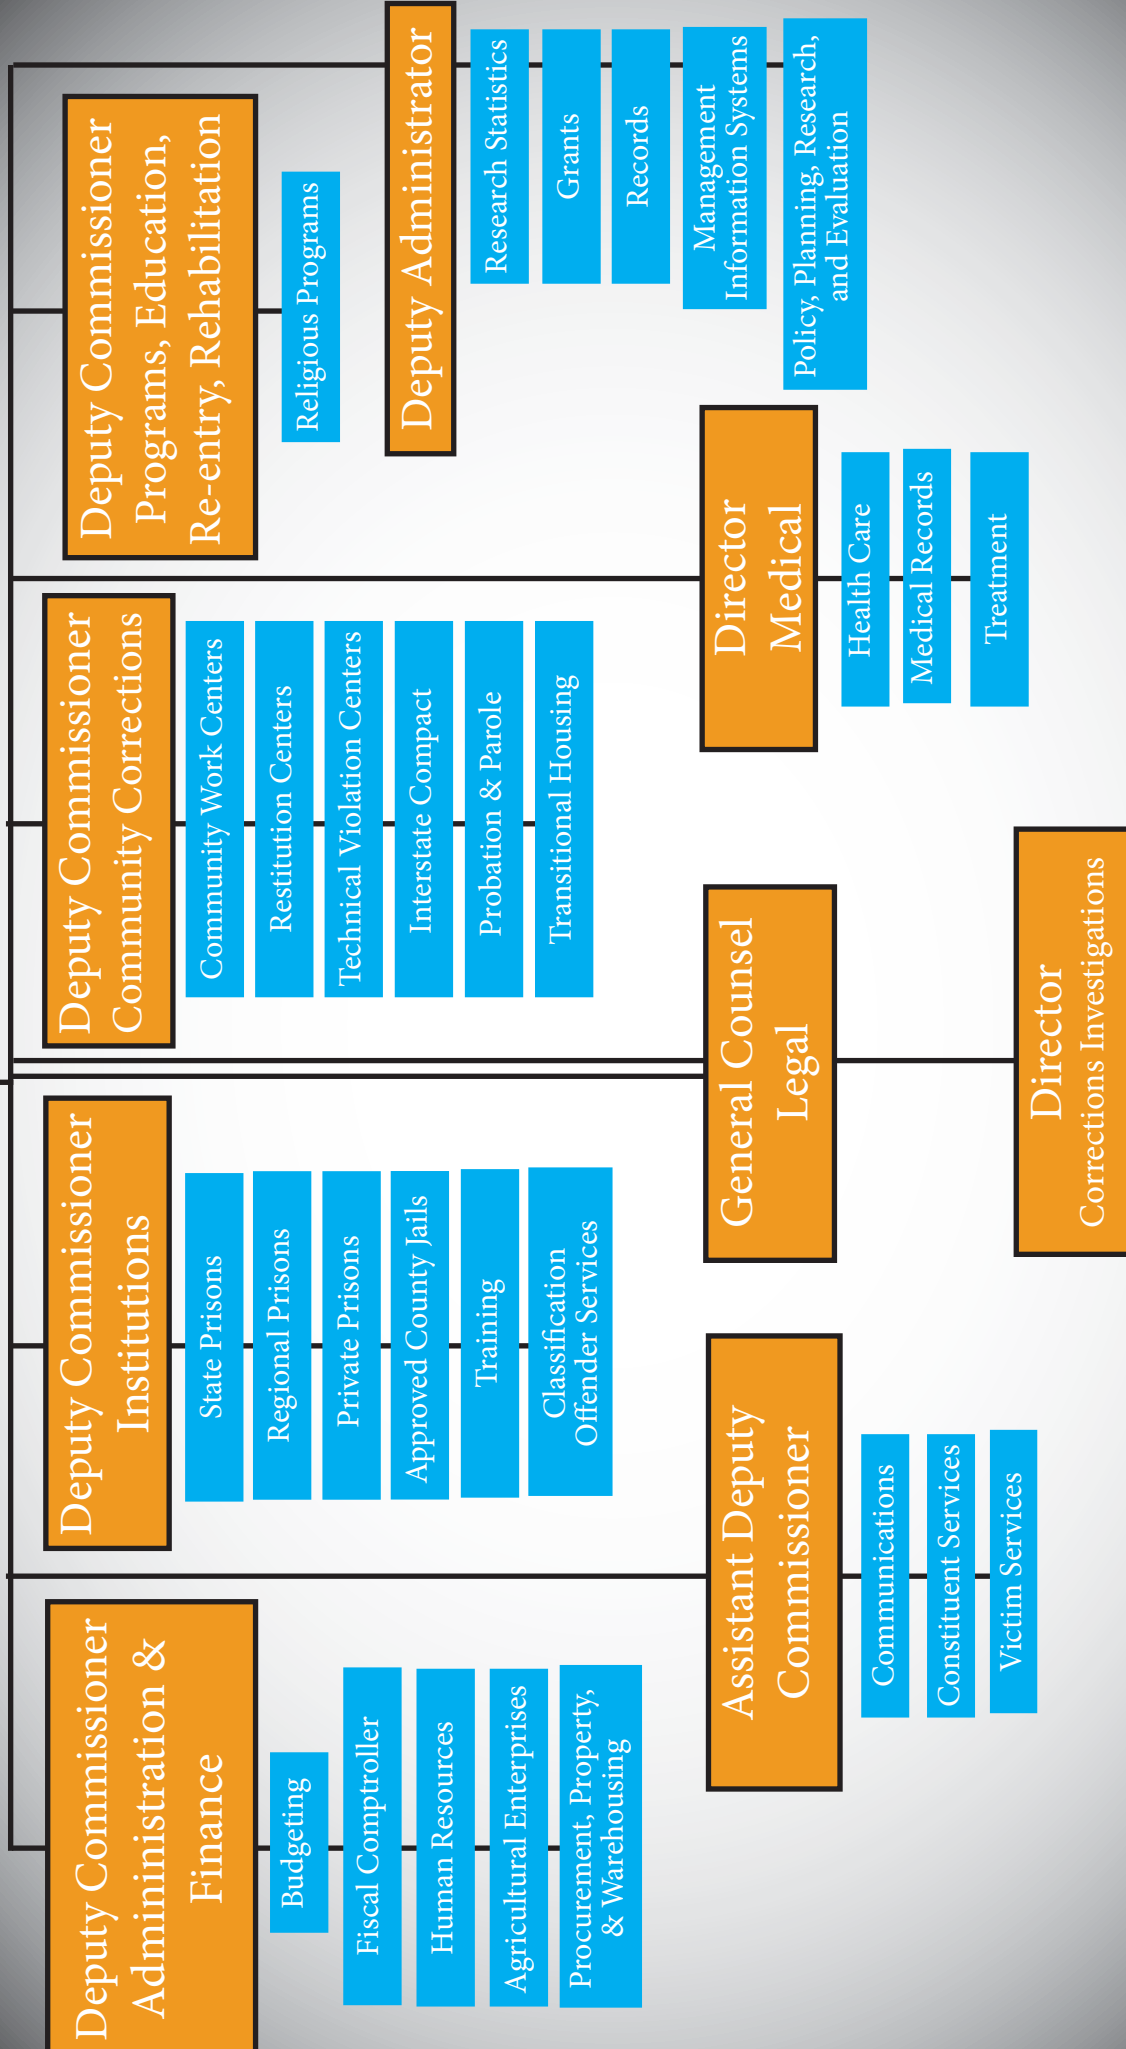 Deputy Commissioner
Admininistration &
Finance
Budgeting
Fiscal Comptroller
Human Resources
Agricultural Enterprises
Procurement, Property,
& Warehousing
Deputy Commissioner
Institutions
State Prisons
Regional Prisons
Private Prisons
Approved County Jails
Training
Classification
Offender Services
Deputy Commissioner
Community Corrections
Community Work Centers
Restitution Centers
Technical Violation Centers
Interstate Compact
Probation & Parole
Transitional Housing
Deputy Commissioner
Programs, Education,
Re-entry, Rehabilitation
Religious Programs
Deputy Administrator
Research Statistics
Grants
Records
Management
Information Systems
Policy, Planning, Research,
and Evaluation
Assistant Deputy
Commissioner
Communications
Constituent Services
Victim Services
General Counsel
Legal
Director
Medical
Health Care
Medical Records
Treatment
Director
Corrections Investigations